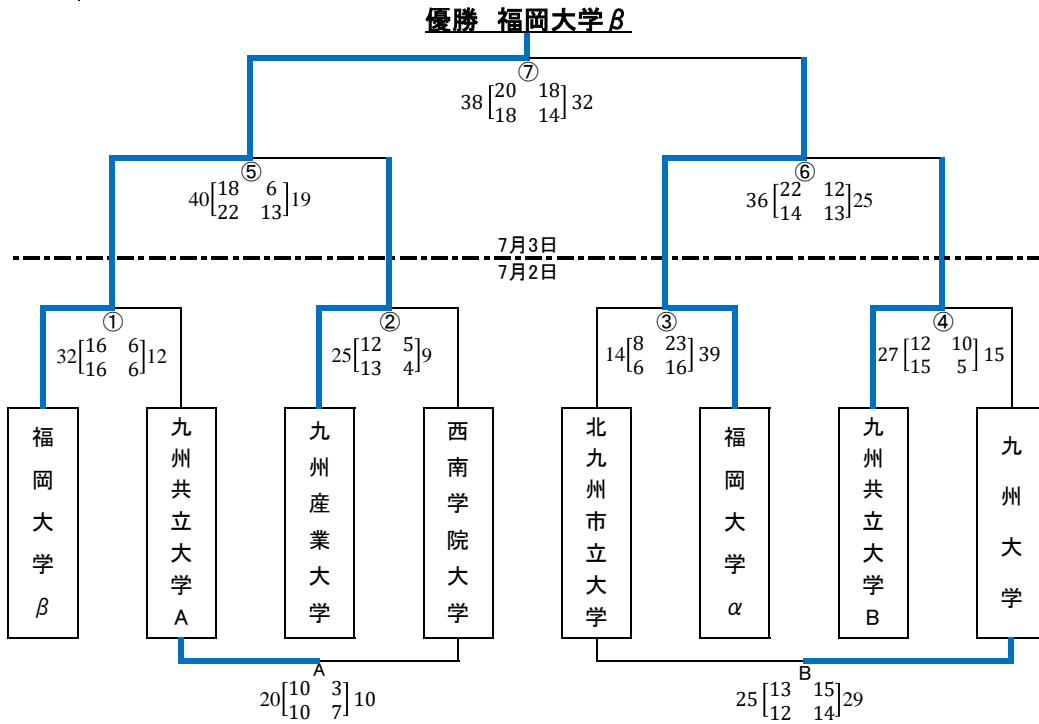 優勝 福岡大学β
⑦
38 [20 18] 32
[18 14]
⑤
40 [18 6] 19
[22 13]
⑥
36 [22 12] 25
[14 13]
7月3日
7月2日
①
32 [16 6] 12
[16 6]
②
25 [12 5] 9
[13 4]
③
14 [8 23] 39
[6 16]
④
27 [12 10] 15
[15 5]
福岡大学β
九州共立大学A
九州産業大学
西南学院大学
北九州市立大学
福岡大学α
九州共立大学B
九州大学
A
20 [10 3] 10
[10 7]
B
25 [13 15] 29
[12 14]